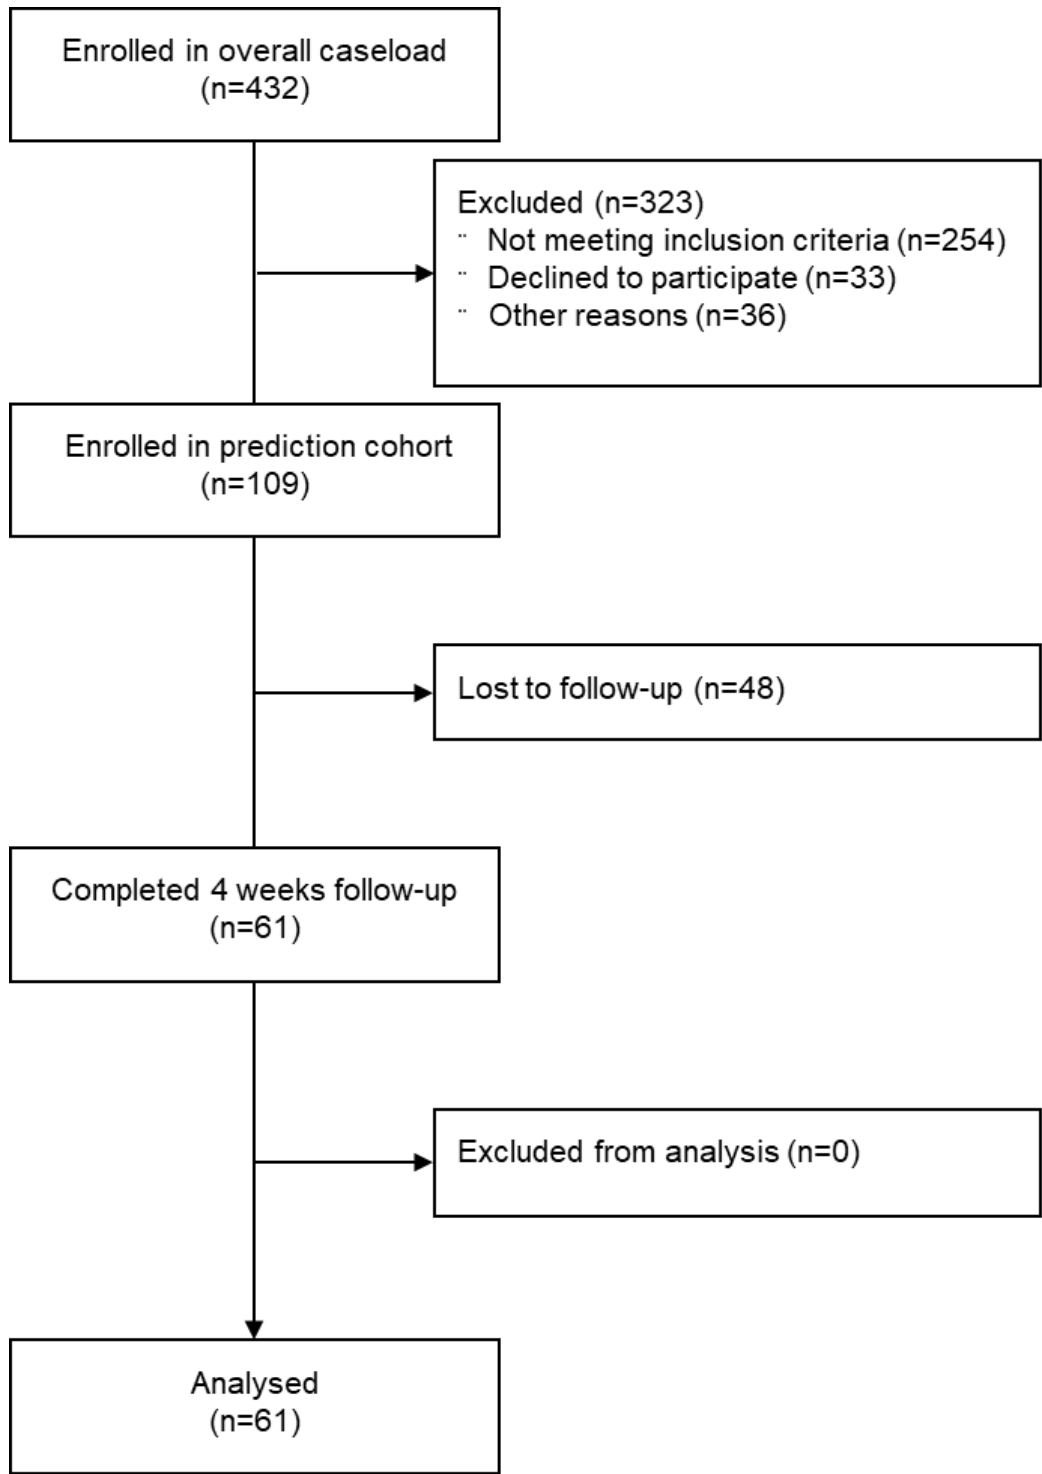 Enrolled in overall caseload
(n=432)
Excluded (n=323)
¨ Not meeting inclusion criteria (n=254)
¨ Declined to participate (n=33)
¨ Other reasons (n=36)
Enrolled in prediction cohort
(n=109)
Lost to follow-up (n=48)
Completed 4 weeks follow-up
(n=61)
Excluded from analysis (n=0)
Analysed
(n=61)